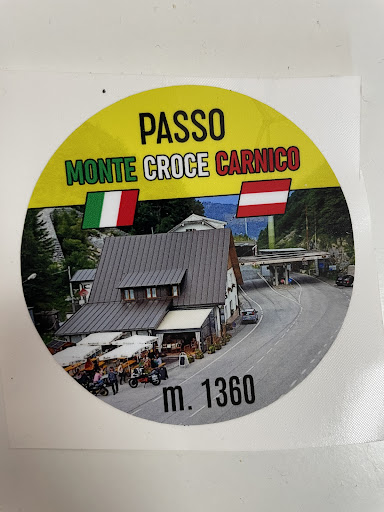 PASSO
MONTE CROCE CARNICO
m. 1360